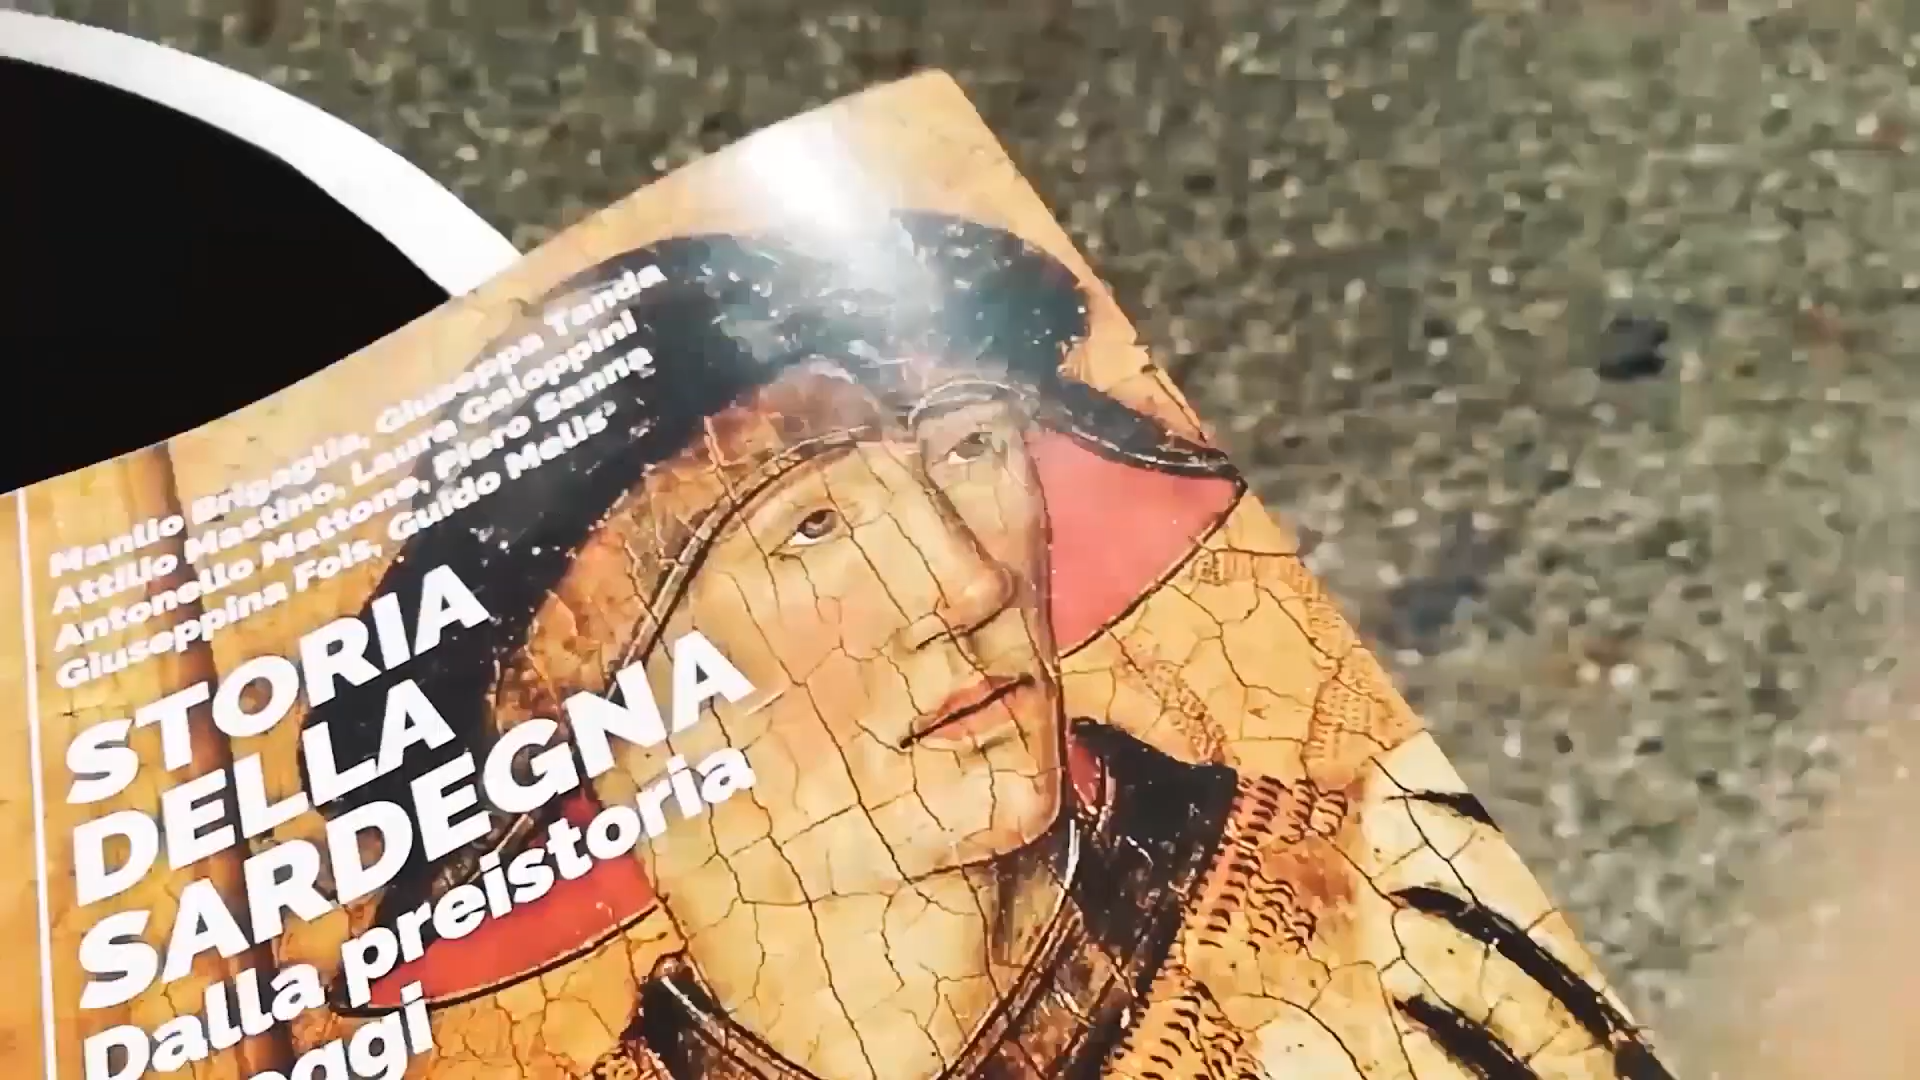 Manlio Brigaglia, Giuseppa Tanda
Attilio Mastino, Laura Galoppini
Antonello Mattone, Piero Sanna
Giuseppina Fois, Guido Melis
STORIA
DELLA
SARDEGNA
Dalla preistoria
oggi